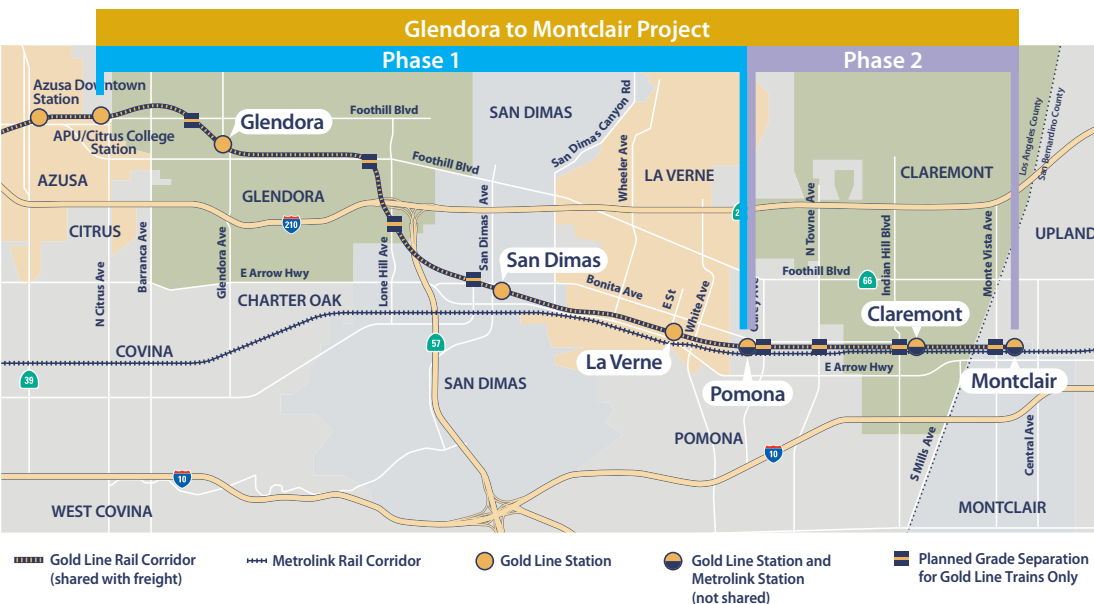 Glendora to Montclair Project
Phase 1
Phase 2
Azusa Downtown
Station
APU/Citrus College
Station
Glendora
Foothill Blvd
SAN DIMAS
San Dimas Canyon Rd
Foothill Blvd
Wheeler Ave
LA VERNE
CLAREMONT
Los Angeles County
San Bernardino County
AZUSA
GLENDORA
210
2
CITRUS
N Citrus Ave
Barranca Ave
Glendora Ave
Lone Hill Ave
San Dimas Ave
N Towne Ave
Indian Hill Blvd
Monte Vista Ave
UPLAND
E Arrow Hwy
San Dimas
Bonita Ave
E St
White Ave
Foothill Blvd
66
CHARTER OAK
Claremont
COVINA
57
La Verne
E Arrow Hwy
39
SAN DIMAS
Pomona
Montclair
POMONA
10
S Mills Ave
Central Ave
10
WEST COVINA
MONTCLAIR
Gold Line Rail Corridor
(shared with freight)
Metrolink Rail Corridor
Gold Line Station
Gold Line Station and
Metrolink Station
(not shared)
Planned Grade Separation
for Gold Line Trains Only